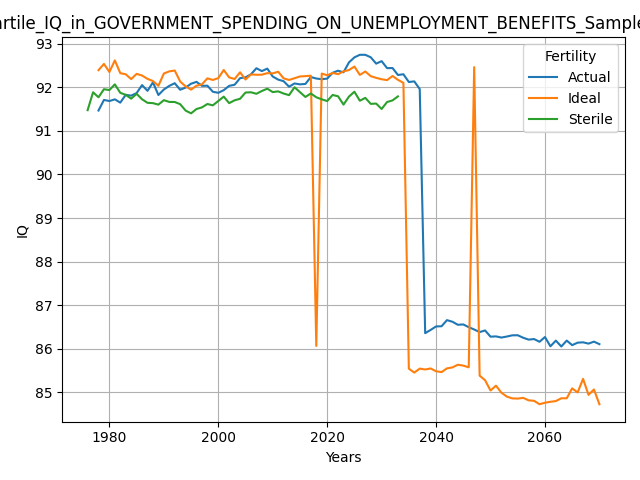 artile_IQ_in_GOVERNMENT_SPENDING_ON_UNEMPLOYMENT_BENEFITS_Sample
93
92
91
90
89
88
87
86
85
IQ
1980
2000
2020
2040
2060
Years
Fertility
Actual
Ideal
Sterile